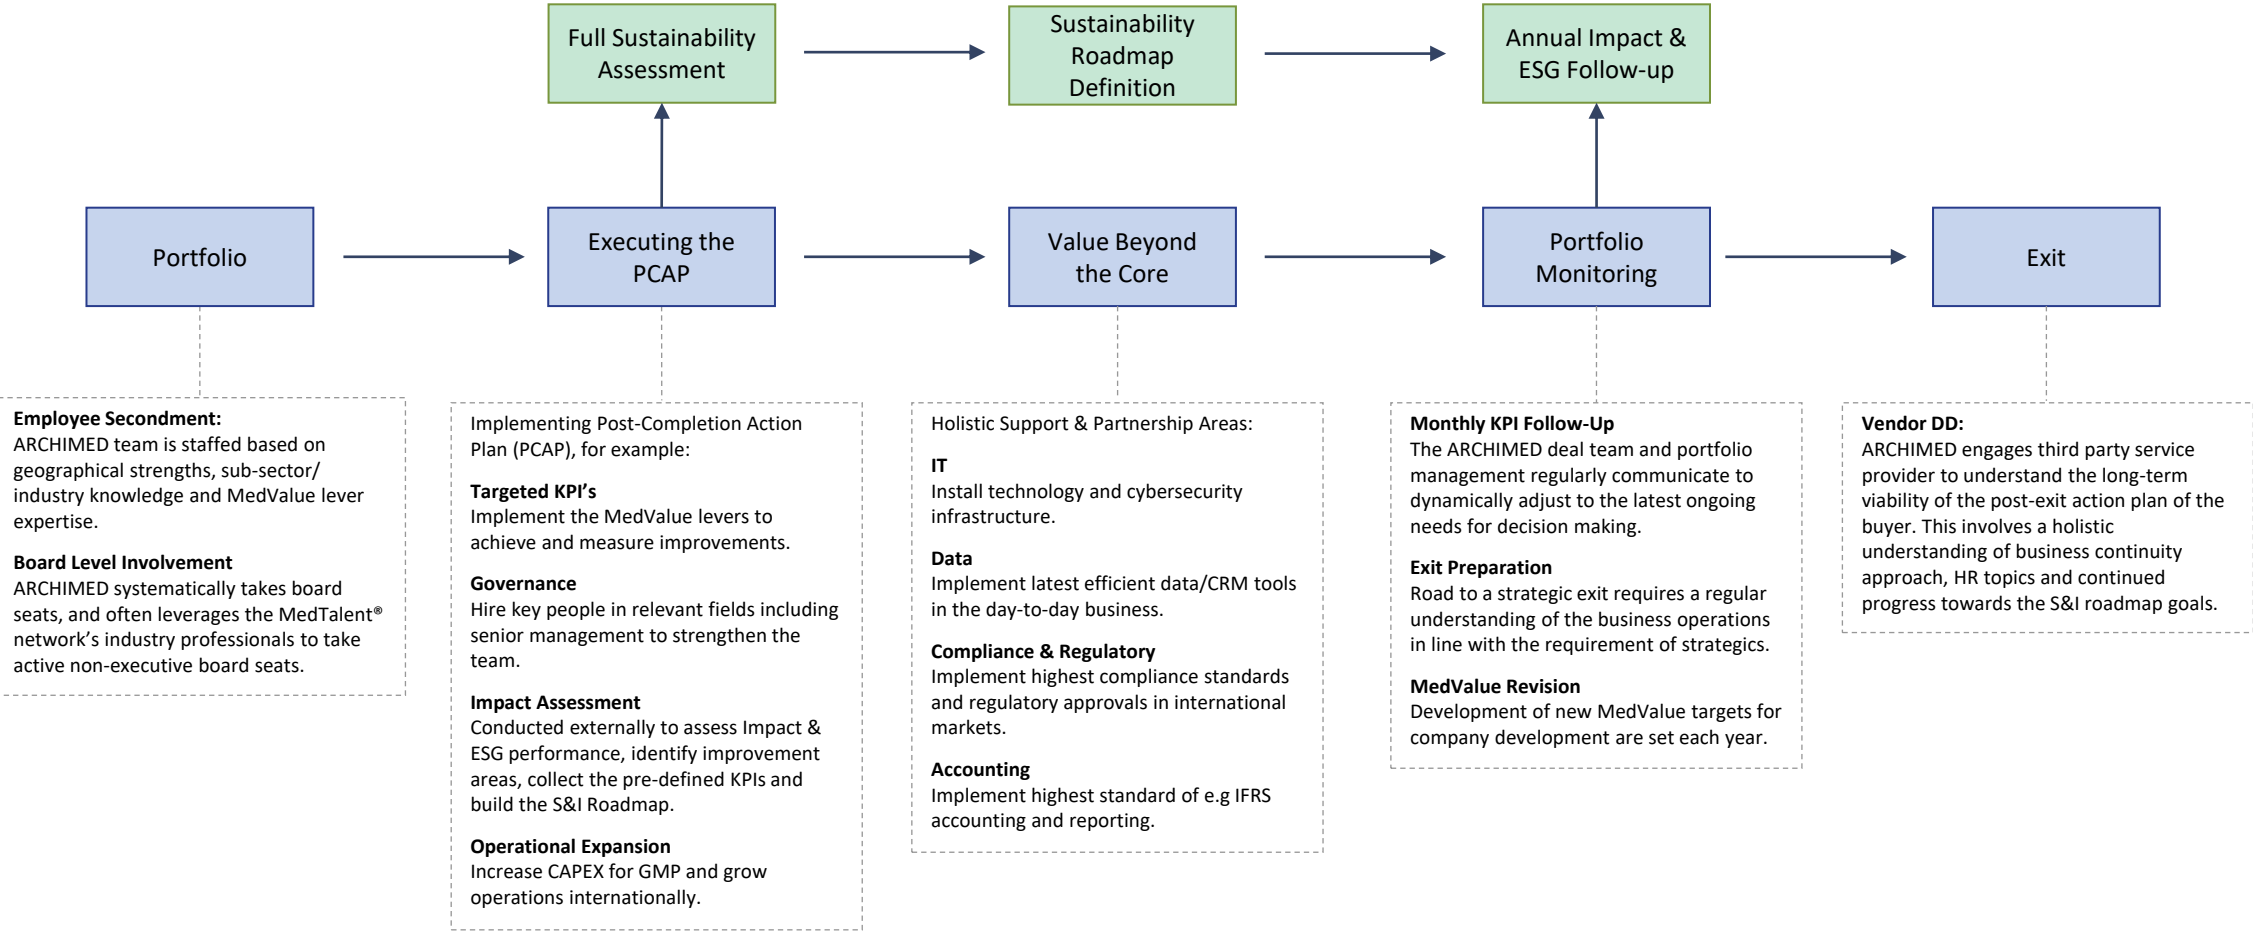 Full Sustainability
Assessment
Sustainability
Roadmap
Definition
Annual Impact &
ESG Follow-up
Portfolio
Executing the
PCAP
Value Beyond
the Core
Portfolio
Monitoring
Exit
Employee Secondment:
ARCHIMED team is staffed based on
geographical strengths, sub-sector/
industry knowledge and MedValue lever
expertise.
Board Level Involvement
ARCHIMED systematically takes board
seats, and often leverages the MedTalent®
network’s industry professionals to take
active non-executive board seats.
Implementing Post-Completion Action
Plan (PCAP), for example:
Targeted KPI’s
Implement the MedValue levers to
achieve and measure improvements.
Governance
Hire key people in relevant fields including
senior management to strengthen the
team.
Impact Assessment
Conducted externally to assess Impact &
ESG performance, identify improvement
areas, collect the pre-defined KPIs and
build the S&I Roadmap.
Operational Expansion
Increase CAPEX for GMP and grow
operations internationally.
Holistic Support & Partnership Areas:
IT
Install technology and cybersecurity
infrastructure.
Data
Implement latest efficient data/CRM tools
in the day-to-day business.
Compliance & Regulatory
Implement highest compliance standards
and regulatory approvals in international
markets.
Accounting
Implement highest standard of e.g IFRS
accounting and reporting.
Monthly KPI Follow-Up
The ARCHIMED deal team and portfolio
management regularly communicate to
dynamically adjust to the latest ongoing
needs for decision making.
Exit Preparation
Road to a strategic exit requires a regular
understanding of the business operations
in line with the requirement of strategics.
MedValue Revision
Development of new MedValue targets for
company development are set each year.
Vendor DD:
ARCHIMED engages third party service
provider to understand the long-term
viability of the post-exit action plan of the
buyer. This involves a holistic
understanding of business continuity
approach, HR topics and continued
progress towards the S&I roadmap goals.